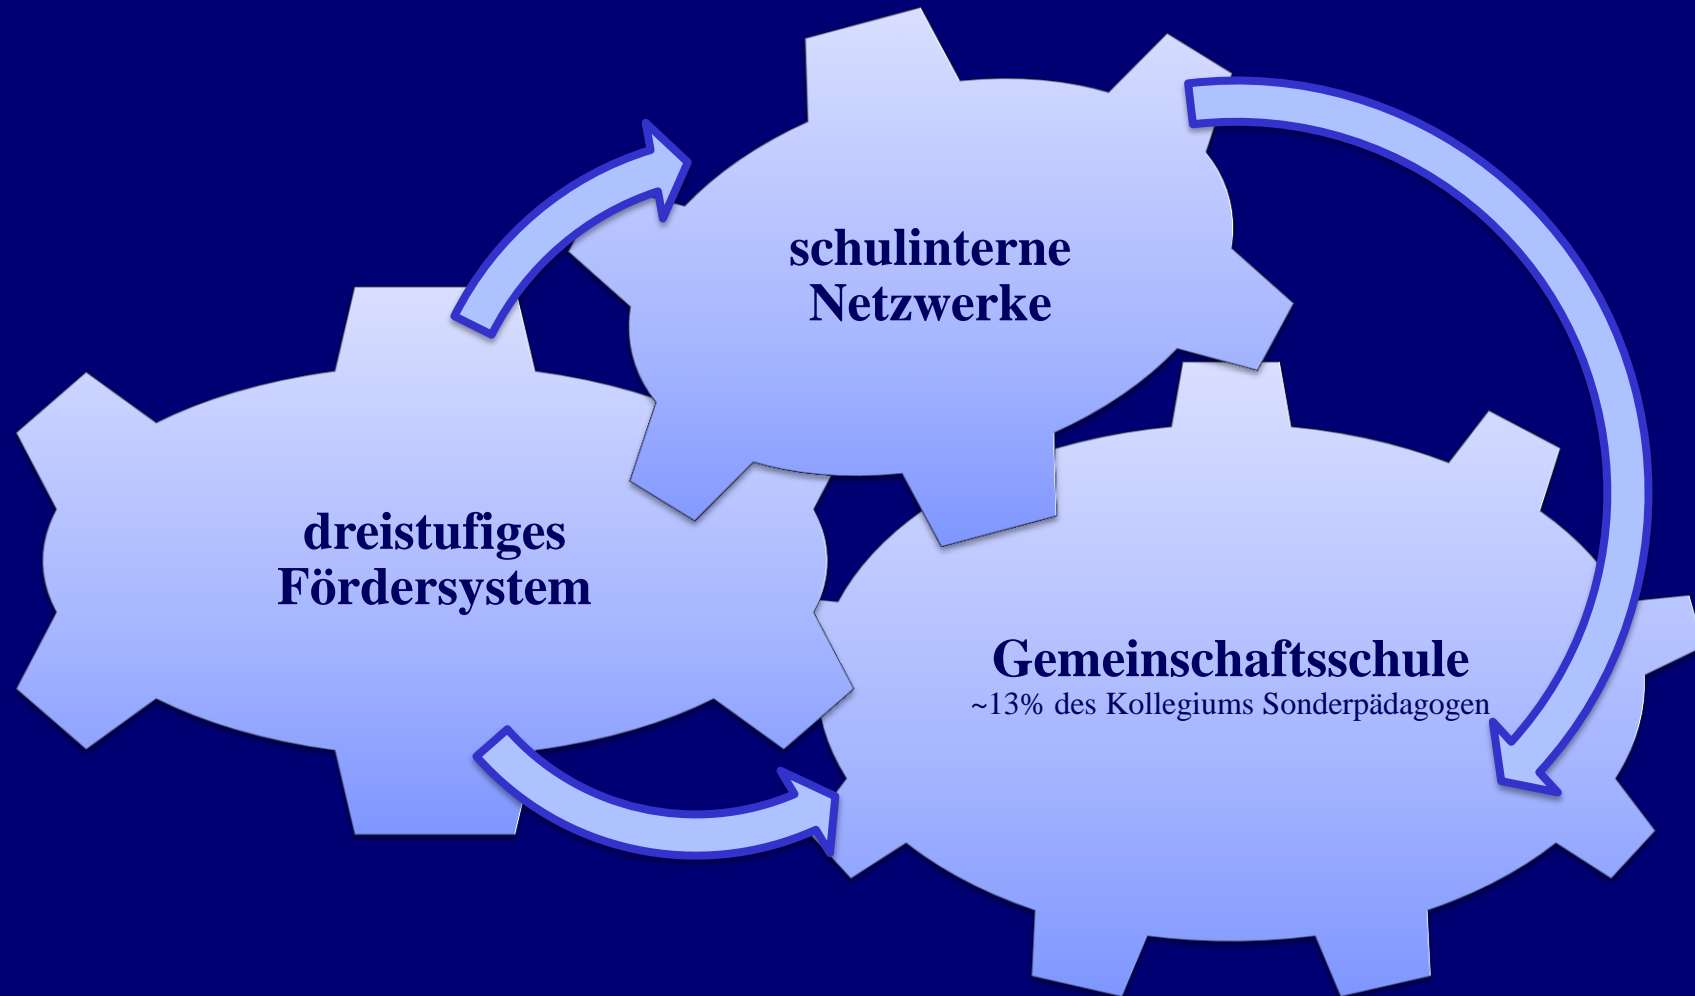 schulinterne
Netzwerke
dreistufiges
Fördersystem
Gemeinschaftsschule
~13% des Kollegiums Sonderpädagogen